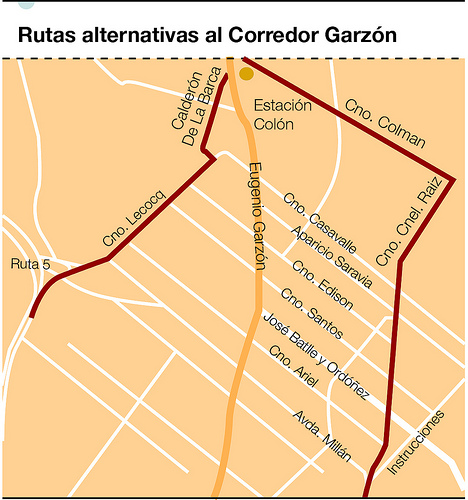 Rutas alternativas al Corredor Garzón
Calderón
De La Barca
Estación
Colón
Cno. Colman
Cno. Lecocq
Eugenio Garzón
Cno. Casavalle
Aparicio Saravia
Cno. Cnel. Raiz
Ruta 5
Cno. Edison
Cno. Santos
José Batlle y Ordóñez
Cno. Ariel
Avda. Millán
Instrucciones